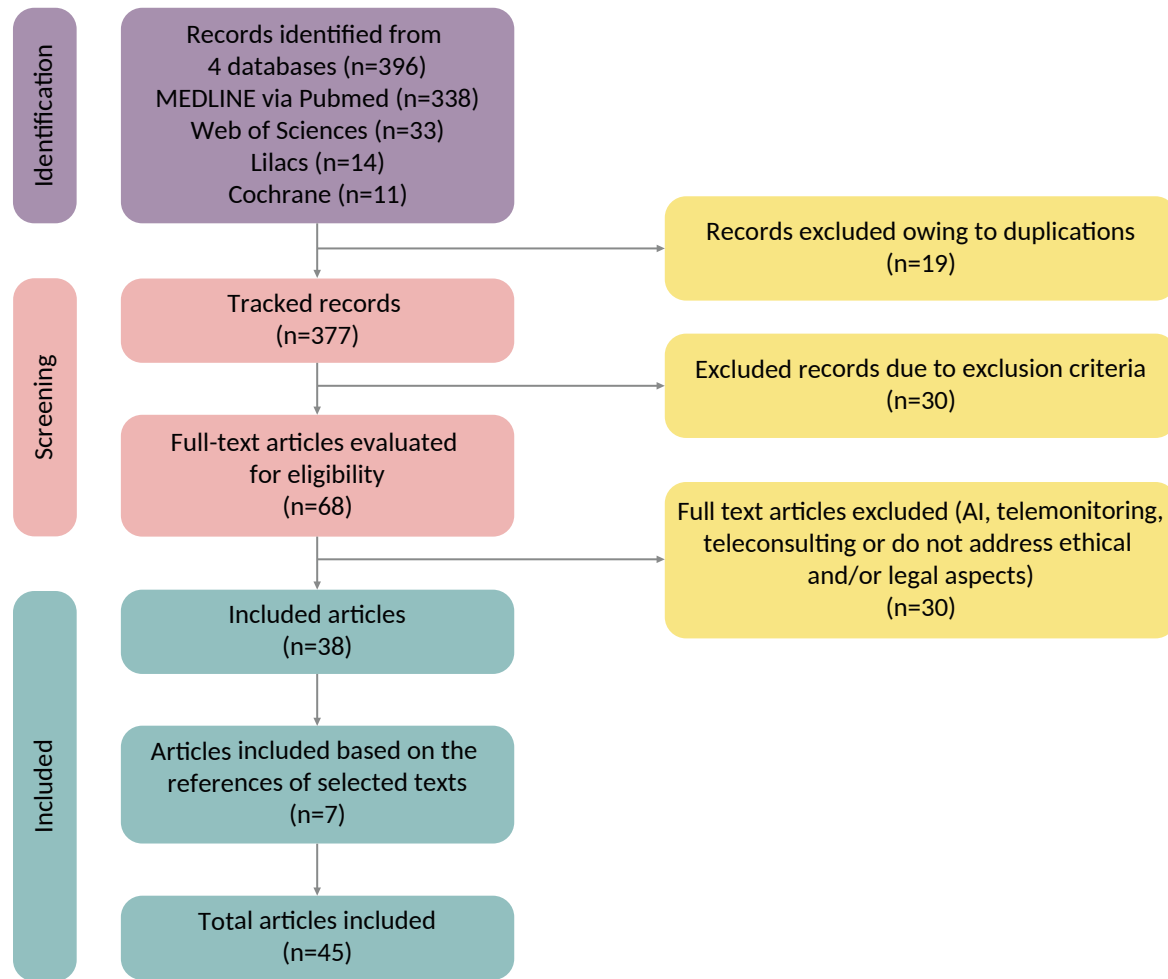 Identification
Records identified from
4 databases (n=396)
MEDLINE via Pubmed (n=338)
Web of Sciences (n=33)
Lilacs (n=14)
Cochrane (n=11)
Records excluded owing to duplications
(n=19)
Screening
Tracked records
(n=377)
Excluded records due to exclusion criteria
(n=30)
Full-text articles evaluated
for eligibility
(n=68)
Full text articles excluded (AI, telemonitoring,
teleconsulting or do not address ethical
and/or legal aspects)
(n=30)
Included
Included articles
(n=38)
Articles included based on the
references of selected texts
(n=7)
Total articles included
(n=45)